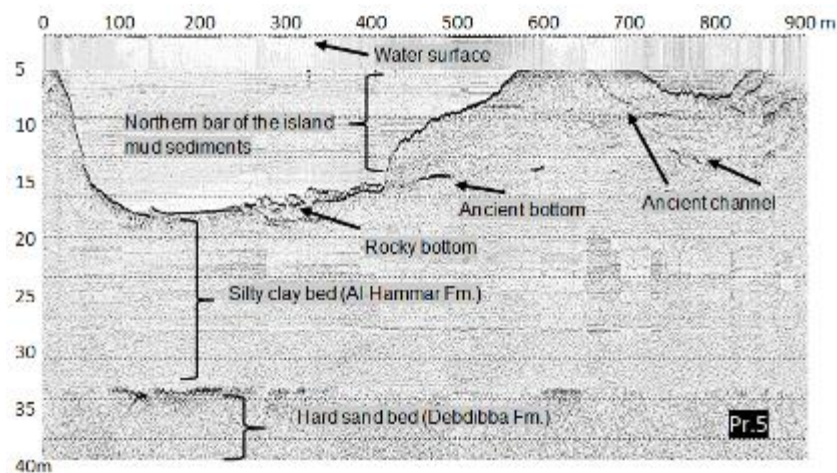 0 100 200 300 400 500 600 700 800 900 m
Water surface
5
Northern bar of the island
mud sediments
10
15
Ancient bottom
Ancient channel
20
Rocky bottom
Silty clay bed (Al-Hammar Fm.)
25
30
35
Hard sand bed (Debdibba Fm.)
Pr.5
40m